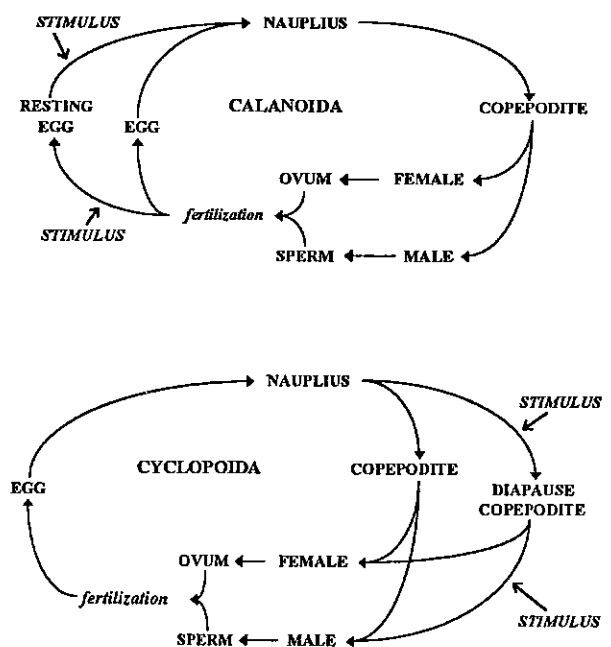 STIMULUS
NAUPLIUS
RESTING
EGG
EGG
CALANOIDA
COPEPODITE
OVUM
FEMALE
fertilization
STIMULUS
SPERM
MALE
NAUPLIUS
STIMULUS
EGG
CYCLOPOIDA
COPEPODITE
DIAPAUSE
COPEPODITE
OVUM
FEMALE
fertilization
SPERM
MALE
STIMULUS